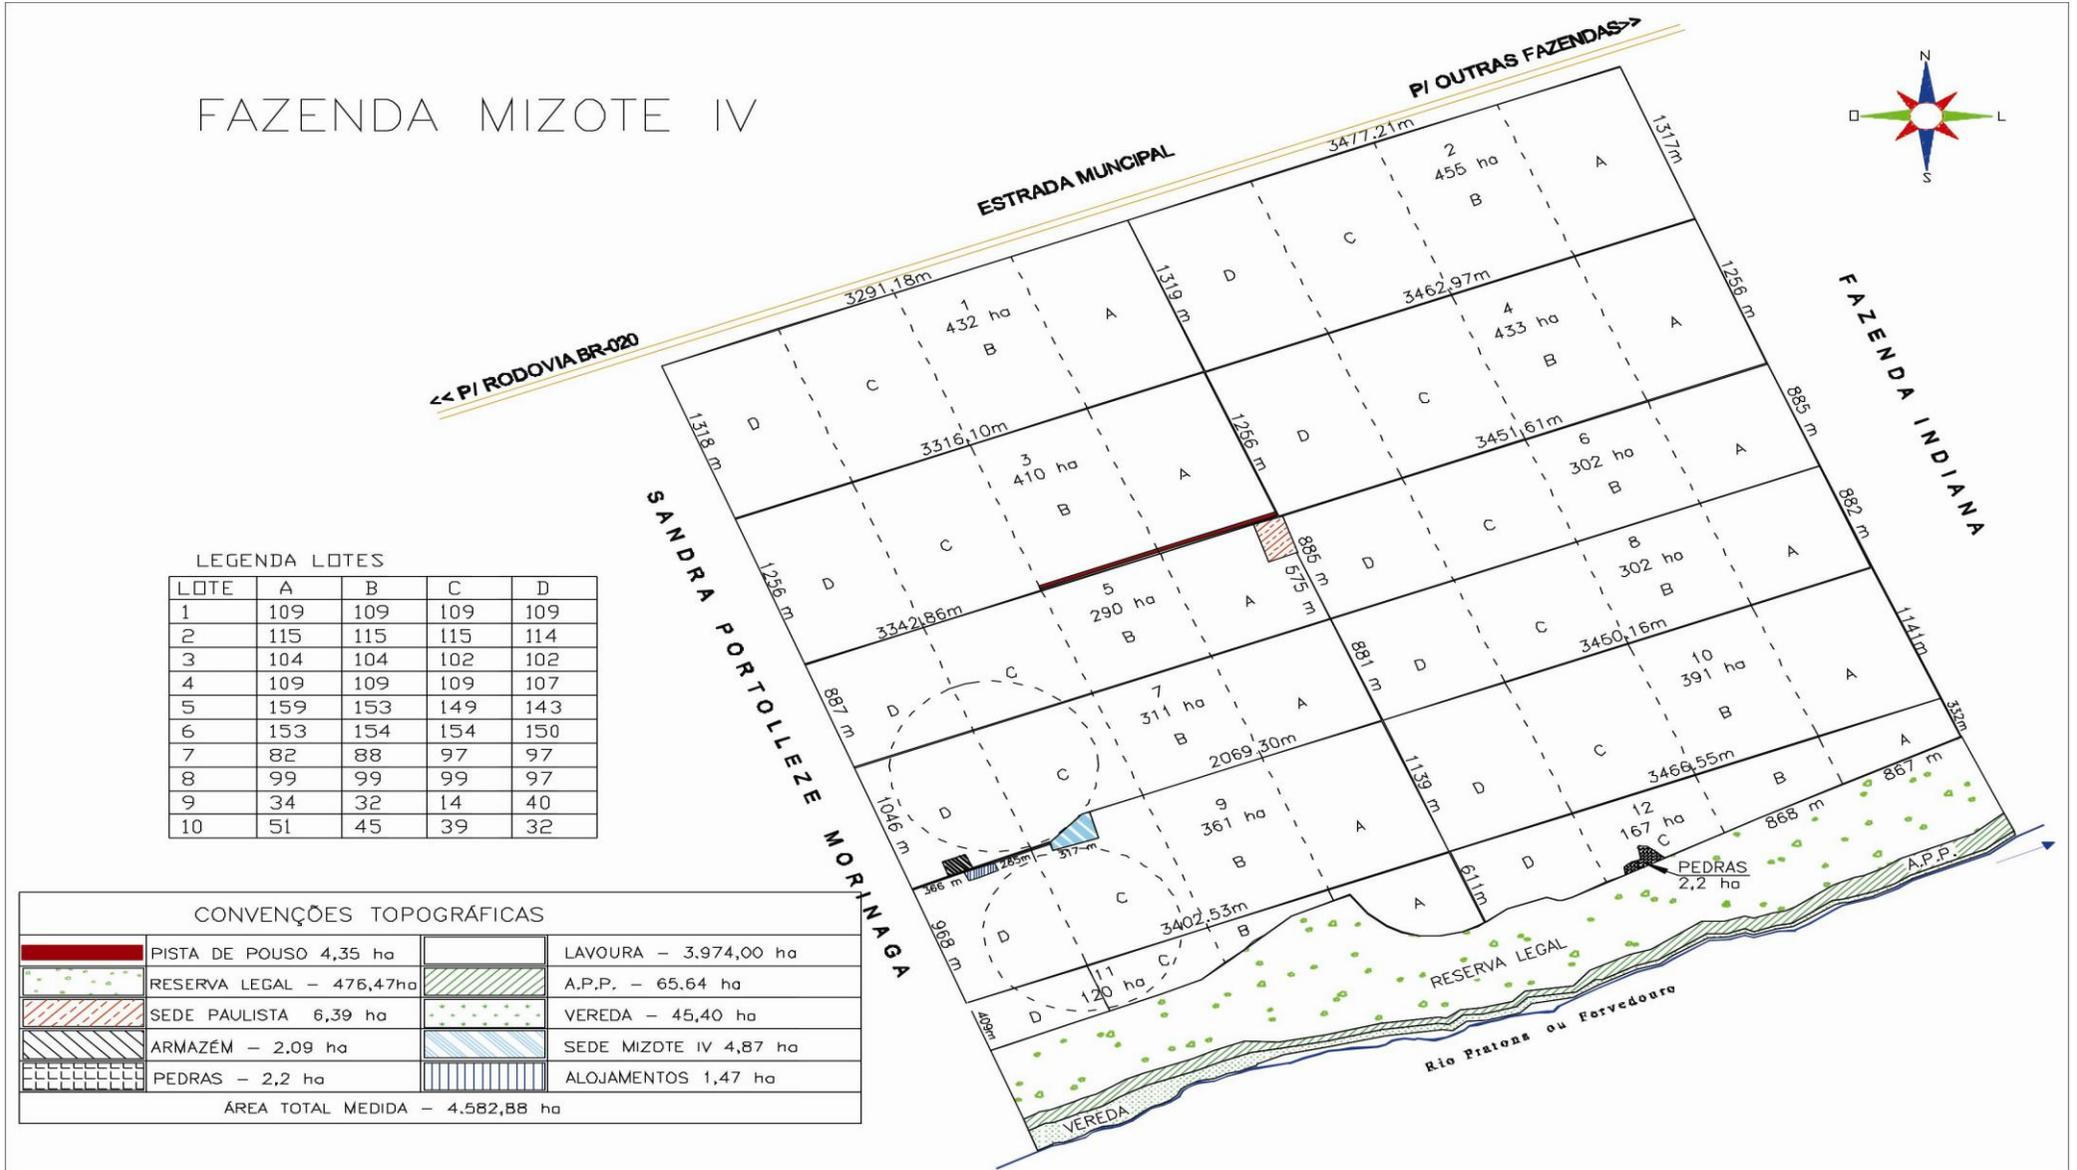 FAZENDA MIZOTE IV
P/ OUTRAS FAZENDAS>>
ESTRADA MUNCIPAL
<< P/ RODOVIA BR-020
N
O
L
S
3477.21m
1317m
2
455 ha
A
B
C
D
3291,18m
1
432 ha
A
B
C
D
1319 m
1318 m
3462,97m
1256 m
4
433 ha
A
B
C
D
3316,10m
3
410 ha
A
B
C
D
1256 m
1256 m
3451,61m
885 m
6
302 ha
A
B
C
D
885 m
575 m
3342,86m
5
290 ha
A
B
C
D
887 m
882 m
8
302 ha
A
B
C
D
881 m
7
311 ha
A
B
C
D
1046 m
3450,16m
1141m
10
391 ha
A
B
C
D
2069,30m
1139 m
9
361 ha
A
B
C
D
366 m
285m
317 m
968 m
3466,55m
332m
12
167 ha
A
B
C
D
867 m
868 m
PEDRAS
2,2 ha
611m
3402,53m
11
120 ha
A
B
C
D
409m
RESERVA LEGAL
A.P.P.
VEREDA
Rio Pratona ou Forvedouro
FAZENDA INDIANA
SANDRA PORTOLLEZE MORINAGA
LEGENDA LOTES
LOTE A B C D
1 109 109 109 109
2 115 115 115 114
3 104 104 102 102
4 109 109 109 107
5 159 153 149 143
6 153 154 154 150
7 82 88 97 97
8 99 99 99 97
9 34 32 14 40
10 51 45 39 32
CONVENÇÕES TOPOGRÁFICAS
PISTA DE POUSO 4,35 ha LAVOURA - 3.974,00 ha
RESERVA LEGAL - 476,47ha A.P.P. - 65.64 ha
SEDE PAULISTA 6,39 ha VEREDA - 45,40 ha
ARMAZÉM - 2.09 ha SEDE MIZOTE IV 4,87 ha
PEDRAS - 2,2 ha ALOJAMENTOS 1,47 ha
ÁREA TOTAL MEDIDA - 4.582,88 ha